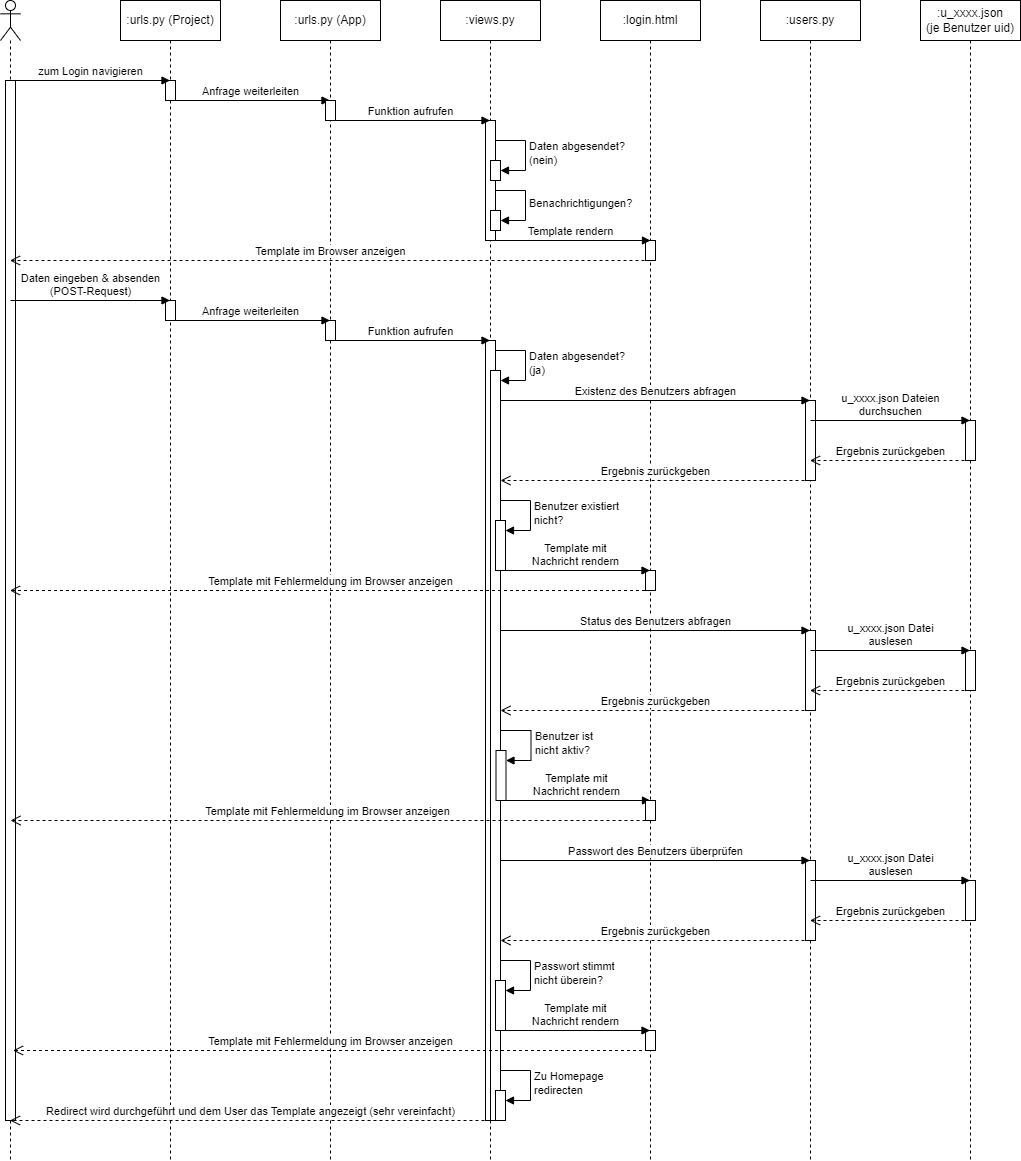 :urls.py (Project)
:urls.py (App)
:views.py
:login.html
:users.py
:u_xxxx.json
(je Benutzer uid)
zum Login navigieren
Anfrage weiterleiten
Funktion aufrufen
Daten abgesendet?
(nein)
Benachrichtigungen?
Template rendern
Template im Browser anzeigen
Daten eingeben & absenden
(POST-Request)
Anfrage weiterleiten
Funktion aufrufen
Daten abgesendet?
(ja)
Existenz des Benutzers abfragen
u_xxxx.json Dateien
durchsuchen
Ergebnis zurückgeben
Ergebnis zurückgeben
Benutzer existiert
nicht?
Template mit
Nachricht rendern
Template mit Fehlermeldung im Browser anzeigen
Status des Benutzers abfragen
u_xxxx.json Datei
auslesen
Ergebnis zurückgeben
Ergebnis zurückgeben
Benutzer ist
nicht aktiv?
Template mit
Nachricht rendern
Template mit Fehlermeldung im Browser anzeigen
Passwort des Benutzers überprüfen
u_xxxx.json Datei
auslesen
Ergebnis zurückgeben
Ergebnis zurückgeben
Passwort stimmt
nicht überein?
Template mit
Nachricht rendern
Template mit Fehlermeldung im Browser anzeigen
Zu Homepage
redirecten
Redirect wird durchgeführt und dem User das Template angezeigt (sehr vereinfacht)